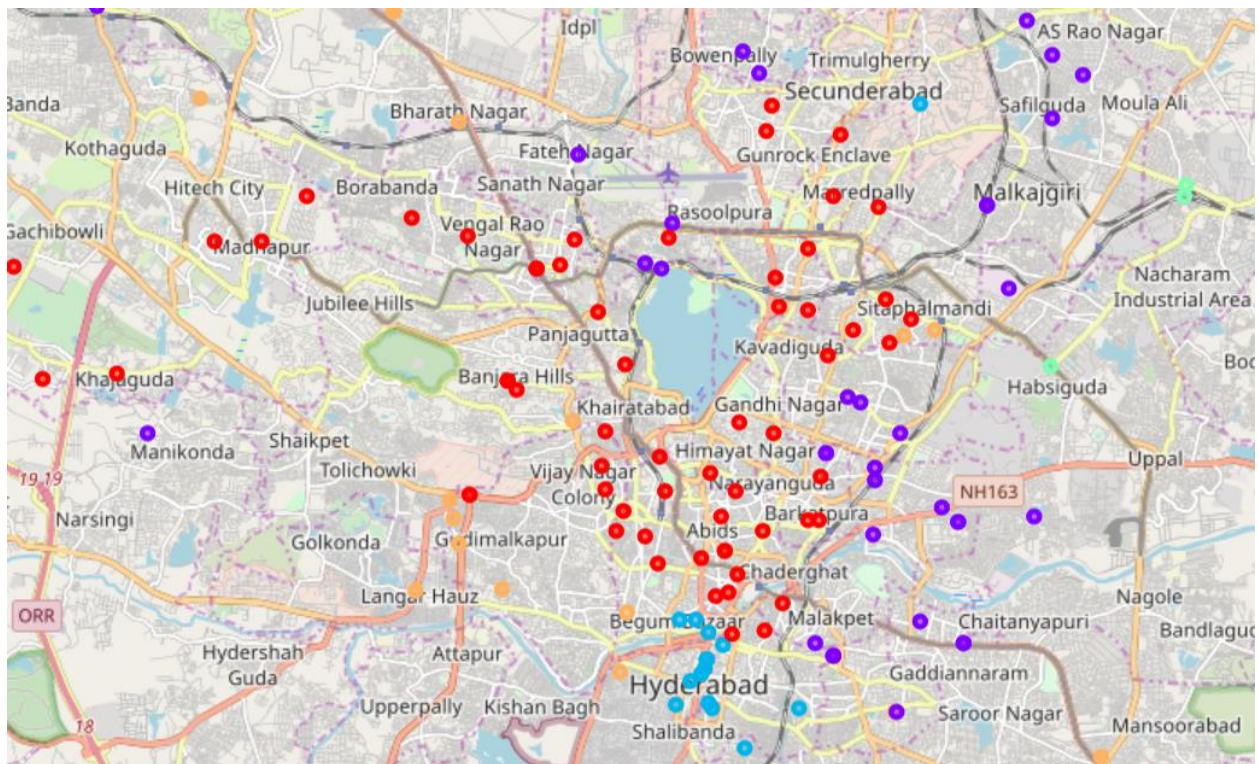 Idpl
AS Rao Nagar
Bowenpally
Trimulgherry
Secunderabad
Banda
Safilguda
Moula Ali
Bharath Nagar
Kothaguda
Fateh Nagar
Gunrock Enclave
Hitech City
Borabanda
Sanath Nagar
Marredpally
Malkajgiri
Rasoolpura
Vengal Rao
Nagar
Gachibowli
Madhapur
Nacharam
Industrial Area
Jubilee Hills
Sitaphalmandi
Panjagutta
Kavadiguda
Khajaguda
Banjara Hills
Habsiguda
Khairatabad
Gandhi Nagar
Manikonda
Shaikpet
Himayat Nagar
Uppal
Tolichowki
Vijay Nagar
Colony
Narayanguda
19 19
NH163
Narsingi
Barkatpura
Golkonda
Gudimalkapur
Abids
Chaderghat
Langar Hauz
Nagole
ORR
Begum Bazaar
Malakpet
Chaitanyapuri
Bandlagud
Hydershah
Guda
Attapur
Gaddiannaram
Hyderabad
Upperpally
Kishan Bagh
Saroor Nagar
18
Shalibanda
Mansoorabad